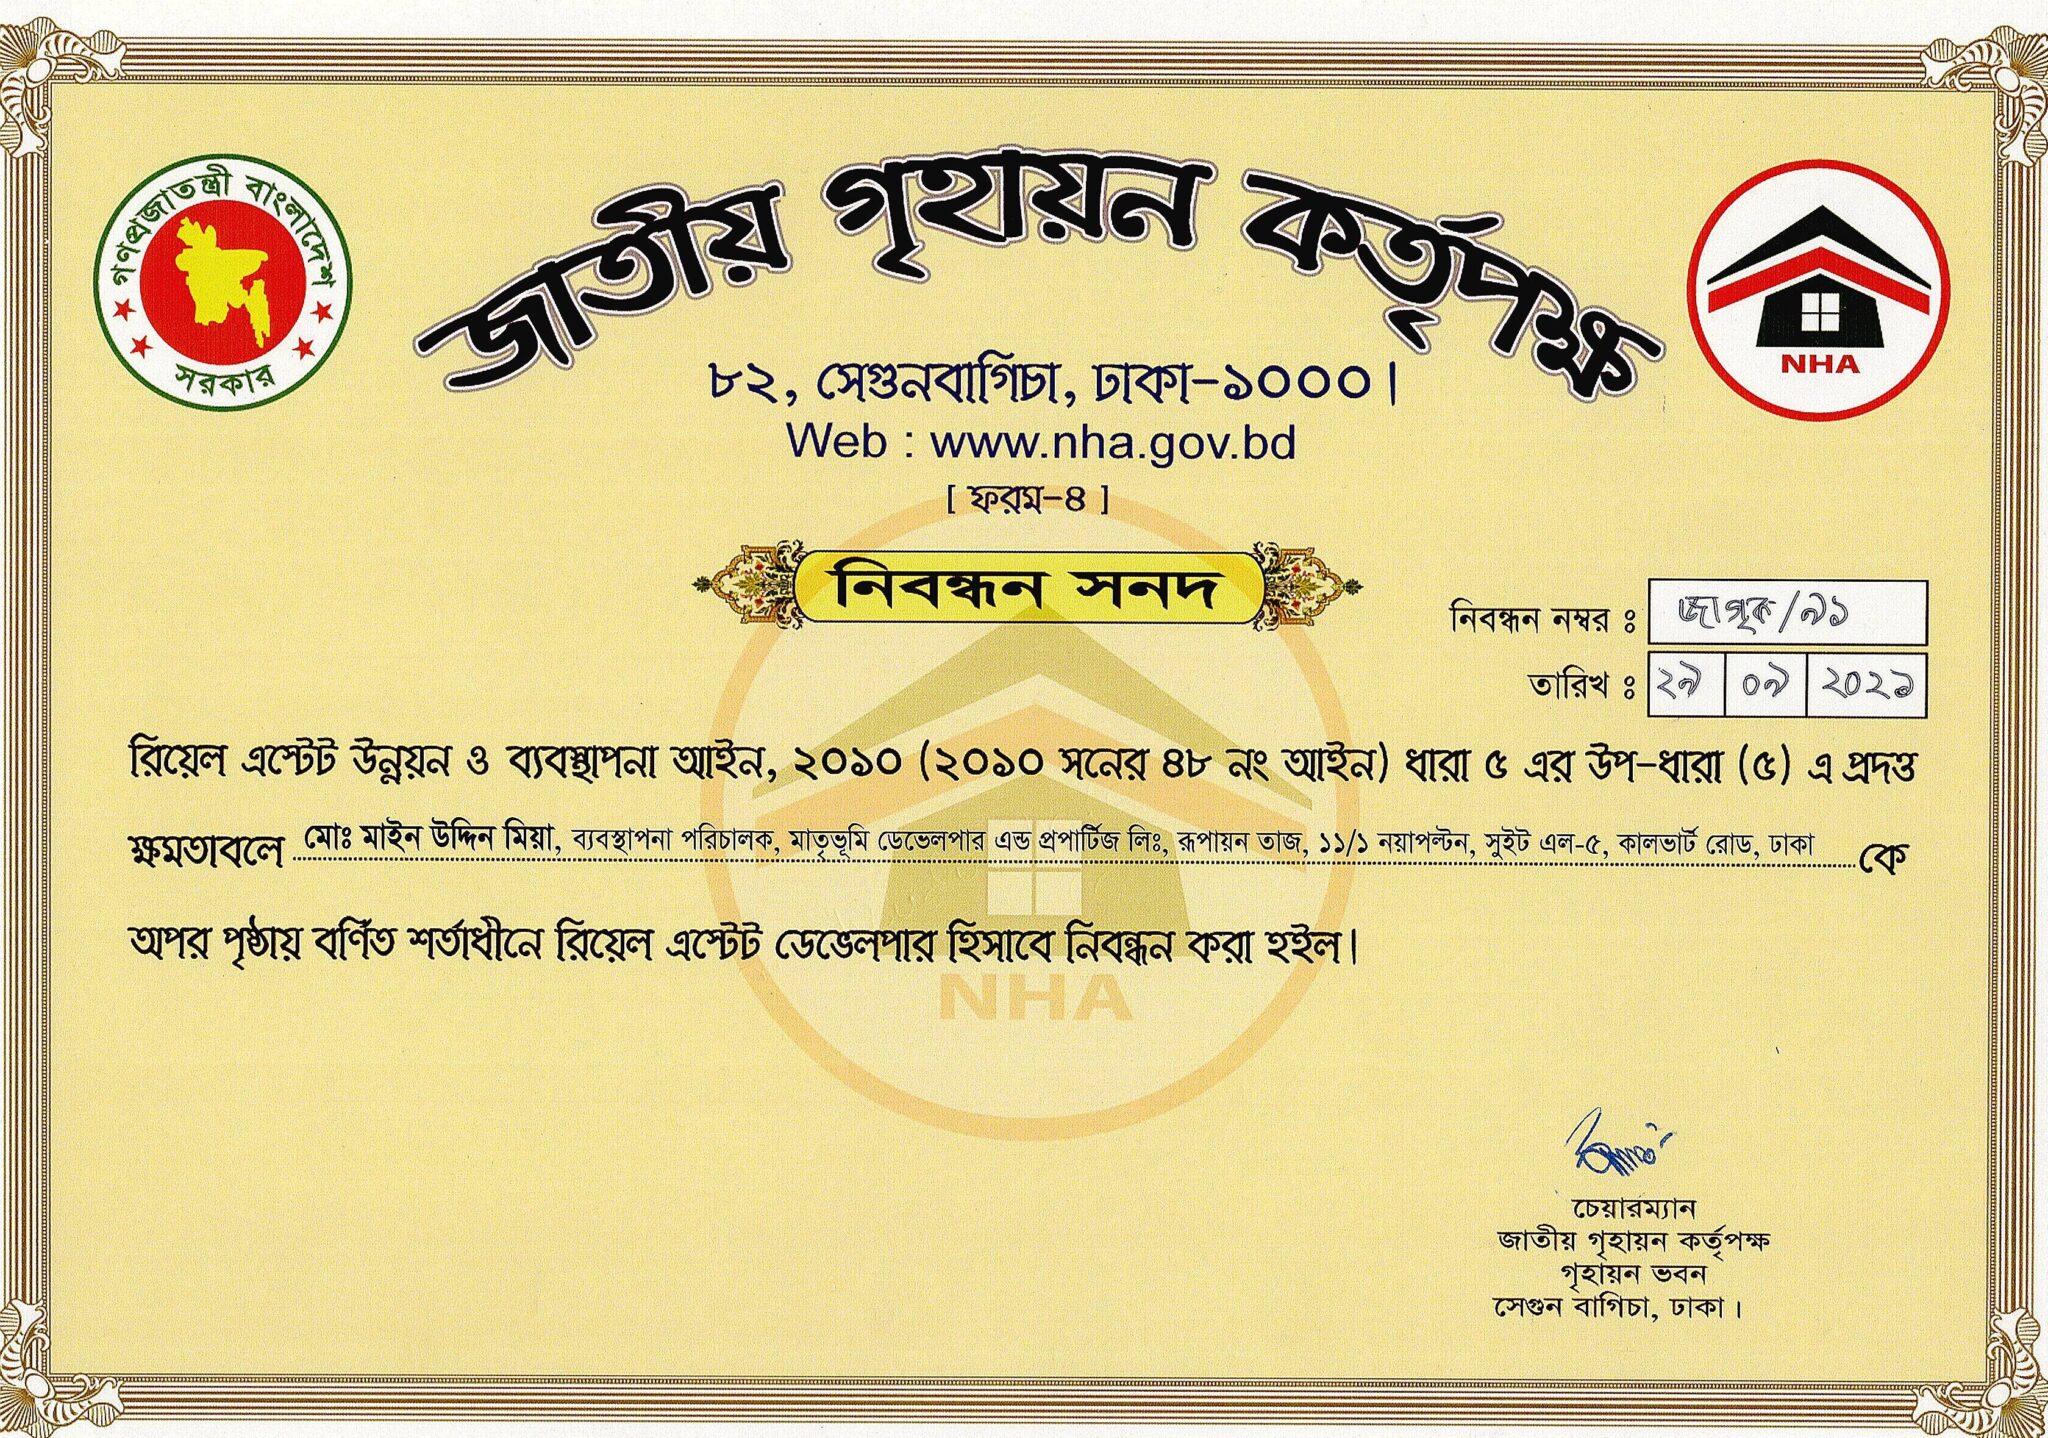 গণপ্রজাতন্ত্রী বাংলাদেশ
সরকার
জাতীয় গৃহায়ন কর্তৃপক্ষ
NHA
৮২, সেগুনবাগিচা, ঢাকা-১০০০।
Web : www.nha.gov.bd
[ ফরম-৪ ]
নিবন্ধন সনদ
নিবন্ধন নম্বর ঃ জাগৃক/৯১
তারিখ ঃ ২৯ ০৯ ২০২১
রিয়েল এস্টেট উন্নয়ন ও ব্যবস্থাপনা আইন, ২০১০ (২০১০ সনের ৪৮ নং আইন) ধারা ৫ এর উপ-ধারা (৫) এ প্রদত্ত
ক্ষমতাবলে মোঃ মাইন উদ্দিন মিয়া, ব্যবস্থাপনা পরিচালক, মাতৃভূমি ডেভেলপার এন্ড প্রপার্টিজ লিঃ, রূপায়ন তাজ, ১১/১ নয়াপল্টন, সুইট এল-৫, কালভার্ট রোড, ঢাকা কে
অপর পৃষ্ঠায় বর্ণিত শর্তাধীনে রিয়েল এস্টেট ডেভেলপার হিসাবে নিবন্ধন করা হইল।
NHA
চেয়ারম্যান
জাতীয় গৃহায়ন কর্তৃপক্ষ
গৃহায়ন ভবন
সেগুন বাগিচা, ঢাকা।